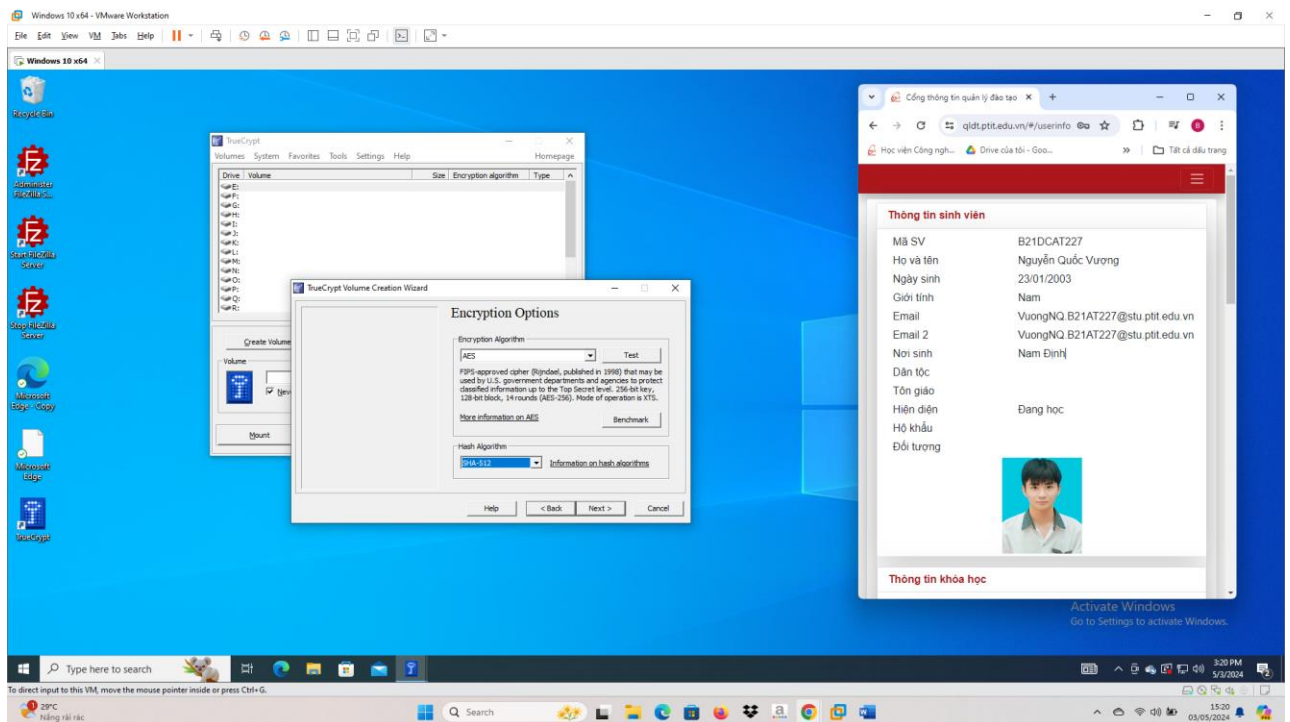 Windows 10 x64 - VMware Workstation
File Edit View VM Tabs Help
Windows 10 x64
Recycle Bin
Administer
FileZilla S...
Start FileZilla
Server
Stop FileZilla
Server
Microsoft
Edge - Copy
Microsoft
Edge
TrueCrypt
TrueCrypt
Volumes System Favorites Tools Settings Help Homepage
Drive Volume Size Encryption algorithm Type
E:
F:
G:
H:
I:
J:
K:
L:
M:
N:
O:
P:
Q:
R:
Create Volume
Volume
Nev
Mount
TrueCrypt Volume Creation Wizard
Encryption Options
Encryption Algorithm
AES Test
FIPS-approved cipher (Rijndael, published in 1998) that may be
used by U.S. government departments and agencies to protect
classified information up to the Top Secret level. 256-bit key,
128-bit block, 14 rounds (AES-256). Mode of operation is XTS.
More information on AES Benchmark
Hash Algorithm
SHA-512 Information on hash algorithms
Help < Back Next > Cancel
Cổng thông tin quản lý đào tạo
qldt.ptit.edu.vn/#/userinfo B
Học viện Công ngh... Drive của tôi - Goo... » Tất cả dấu trang
Thông tin sinh viên
Mã SV B21DCAT227
Họ và tên Nguyễn Quốc Vượng
Ngày sinh 23/01/2003
Giới tính Nam
Email VuongNQ.B21AT227@stu.ptit.edu.vn
Email 2 VuongNQ.B21AT227@stu.ptit.edu.vn
Nơi sinh Nam Định
Dân tộc
Tôn giáo
Hiện diện Đang học
Hộ khẩu
Đối tượng
Thông tin khóa học
Activate Windows
Go to Settings to activate Windows.
Type here to search
3:20 PM
5/3/2024
To direct input to this VM, move the mouse pointer inside or press Ctrl+G.
29°C
Nắng rải rác
Search
15:20
03/05/2024